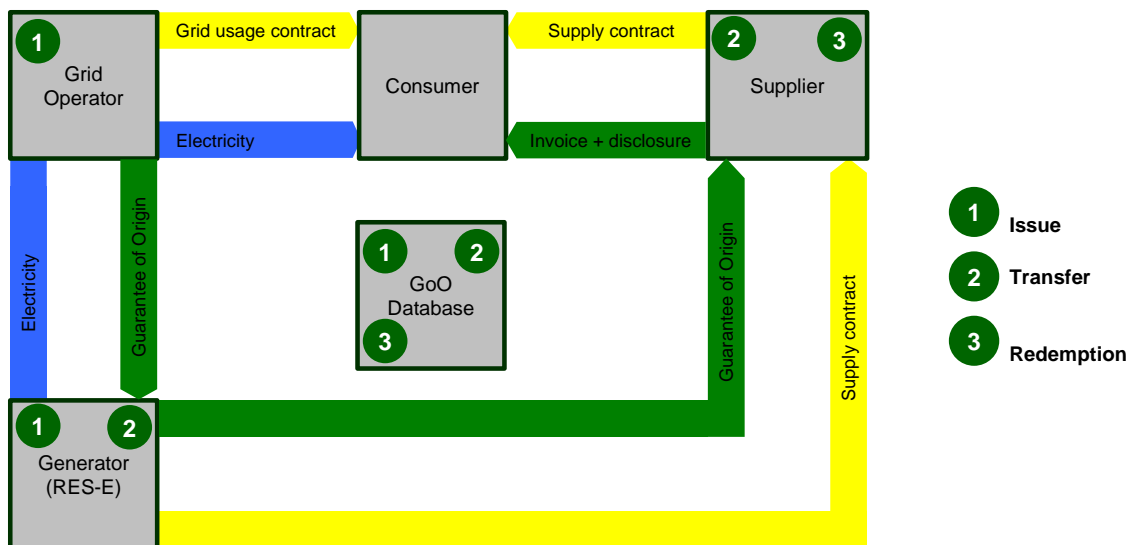 1
Grid
Operator
Grid usage contract
Consumer
Supply contract
2
3
Supplier
Electricity
Invoice + disclosure
Electricity
Guarantee of Origin
1
2
GoO
Database
3
Guarantee of Origin
Supply contract
1
Issue
2
Transfer
3
Redemption
1
2
Generator
(RES-E)